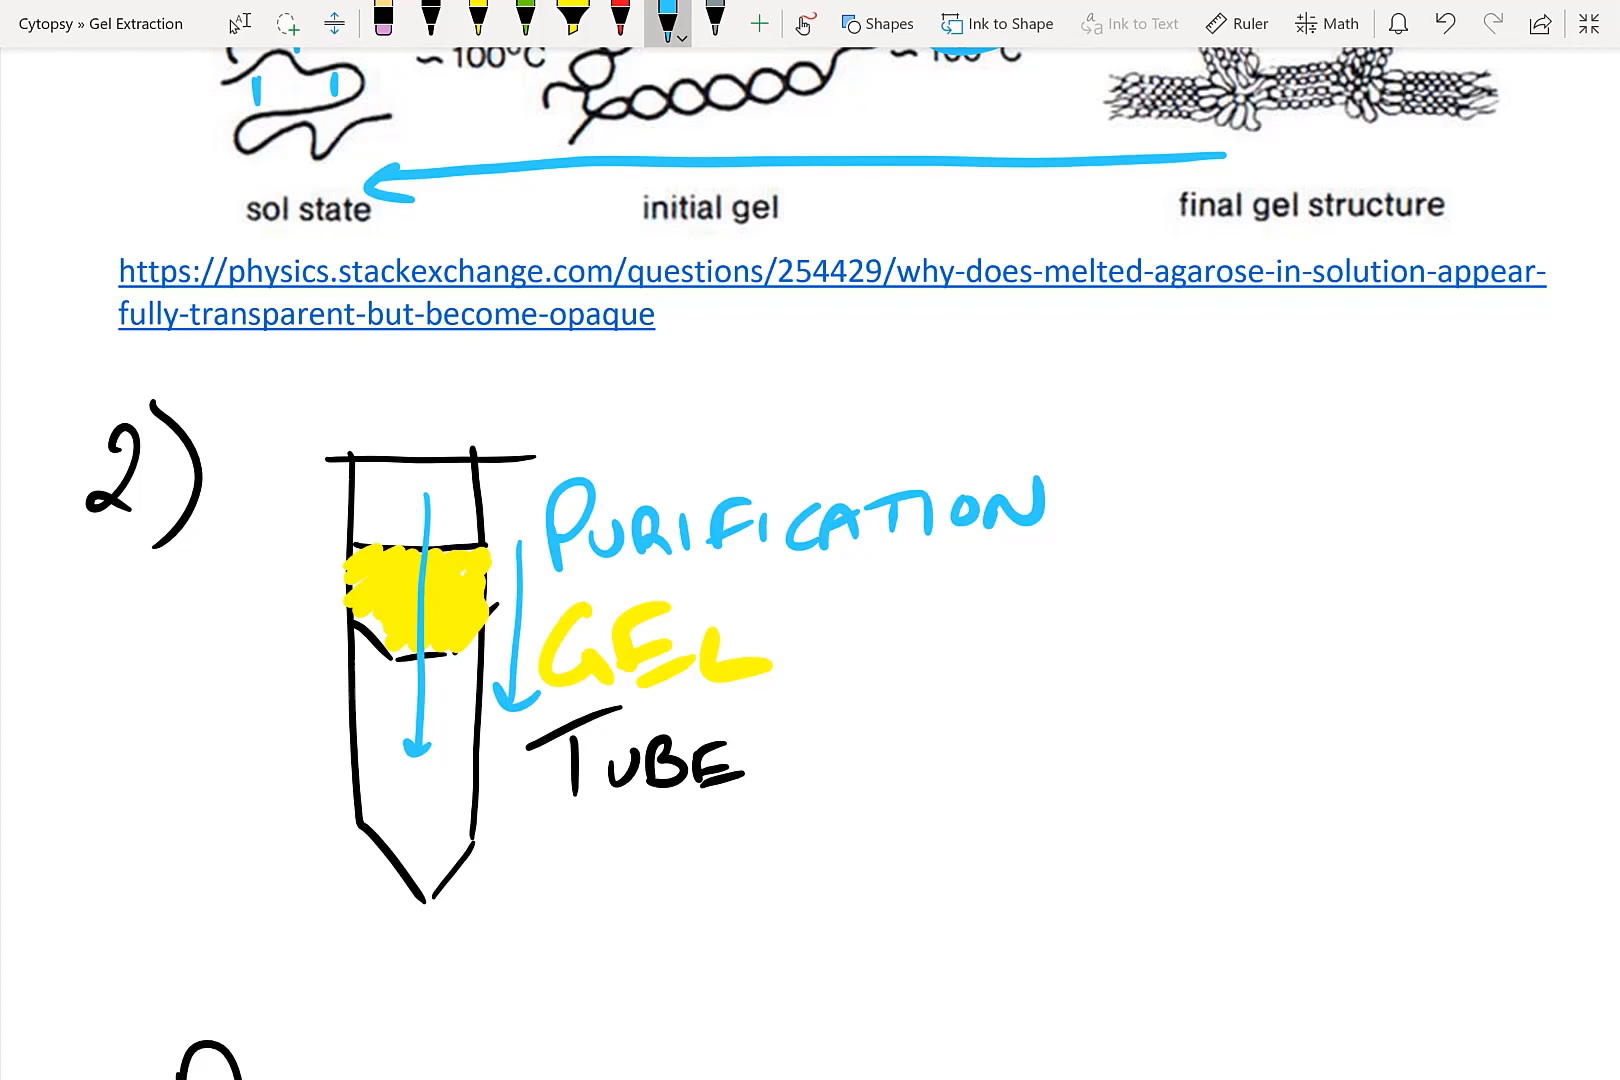 Cytopsy » Gel Extraction
Shapes
Ink to Shape
Ink to Text
Ruler
Math
~ 100°C
~ 100°C
sol state
initial gel
final gel structure
https://physics.stackexchange.com/questions/254429/why-does-melted-agarose-in-solution-appear-
fully-transparent-but-become-opaque
2)
PURIFICATION
GEL
TUBE